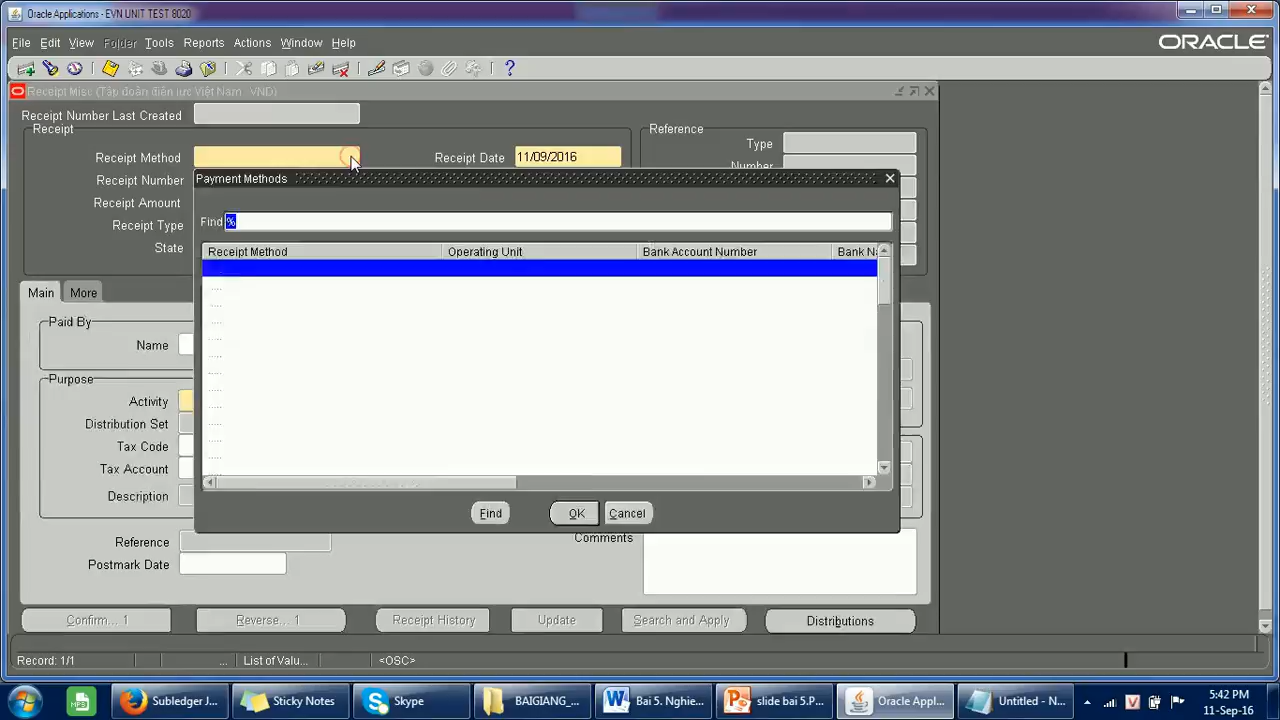 Oracle Applications - EVN UNIT TEST 8020
File Edit View Folder Tools Reports Actions Window Help
ORACLE
Receipt Misc (Tập đoàn điện lực Việt Nam - VND)
Receipt Number Last Created
Receipt
Reference
Receipt Method
Receipt Date 11/09/2016
Type
Receipt Number
Number
Receipt Amount
Receipt Type
State
Payment Methods
Find %
Receipt Method Operating Unit Bank Account Number Bank Na
Find OK Cancel
Main More
Paid By
Name
Purpose
Activity
Distribution Set
Tax Code
Tax Account
Description
Reference
Comments
Postmark Date
Confirm... 1 Reverse... 1 Receipt History Update Search and Apply Distributions
Record: 1/1 ... List of Valu... <OSC>
Subledger J... Sticky Notes Skype BAIGIANG_... Bai 5. Nghie... slide bai 5.P... Oracle Appl... Untitled - N...
5:42 PM
11-Sep-16